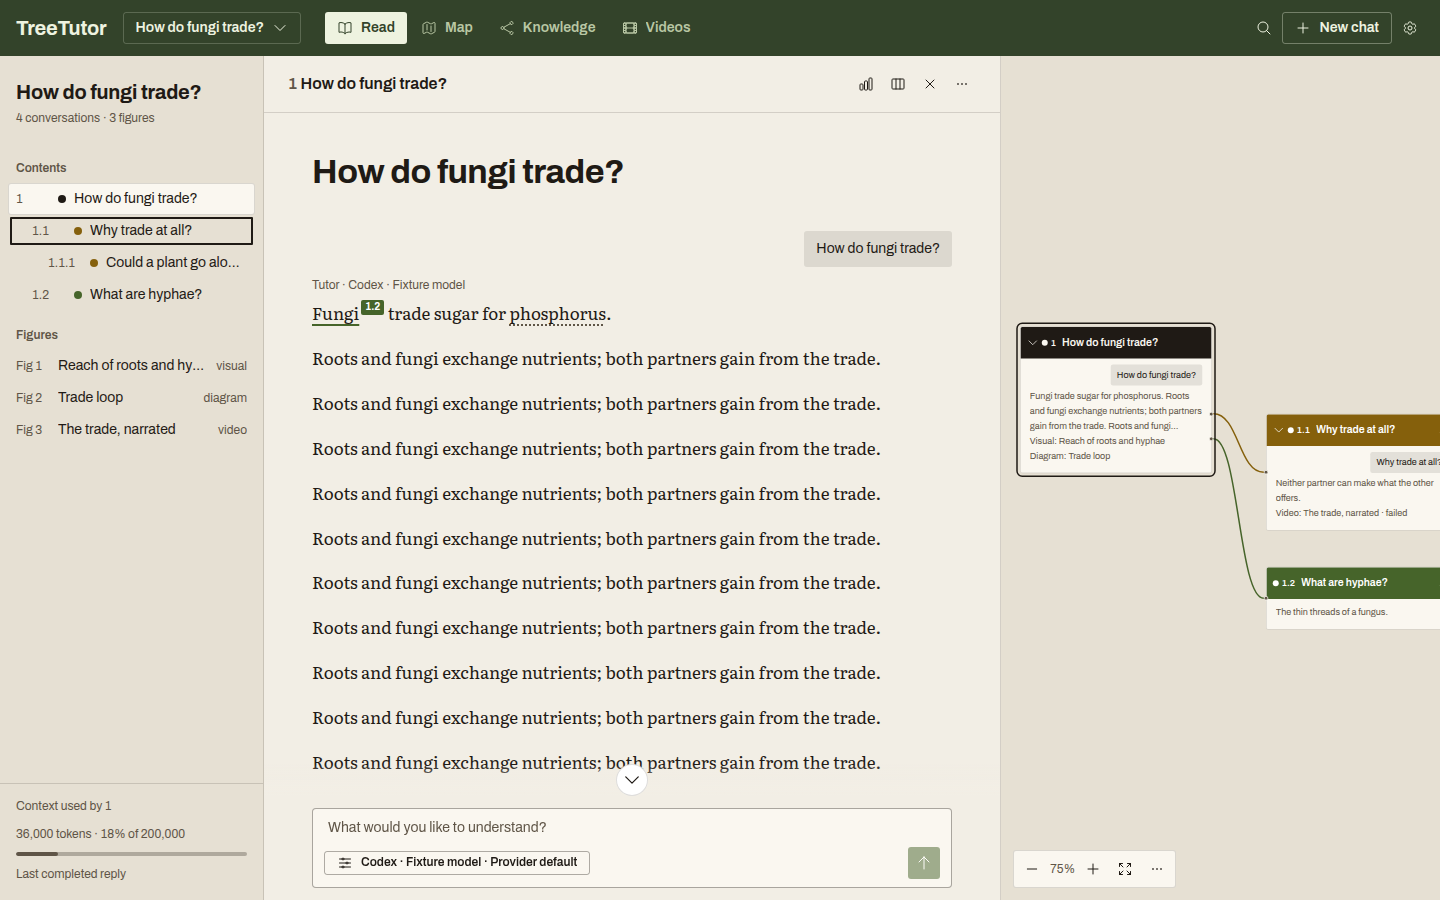 TreeTutor
How do fungi trade?
Read
Map
Knowledge
Videos
New chat
How do fungi trade?
4 conversations · 3 figures
Contents
1 How do fungi trade?
1.1 Why trade at all?
1.1.1 Could a plant go alo...
1.2 What are hyphae?
Figures
Fig 1 Reach of roots and hy... visual
Fig 2 Trade loop diagram
Fig 3 The trade, narrated video
Context used by 1
36,000 tokens · 18% of 200,000
Last completed reply
1 How do fungi trade?
How do fungi trade?
How do fungi trade?
Tutor · Codex · Fixture model
Fungi 1.2 trade sugar for phosphorus.
Roots and fungi exchange nutrients; both partners gain from the trade.
Roots and fungi exchange nutrients; both partners gain from the trade.
Roots and fungi exchange nutrients; both partners gain from the trade.
Roots and fungi exchange nutrients; both partners gain from the trade.
Roots and fungi exchange nutrients; both partners gain from the trade.
Roots and fungi exchange nutrients; both partners gain from the trade.
Roots and fungi exchange nutrients; both partners gain from the trade.
Roots and fungi exchange nutrients; both partners gain from the trade.
Roots and fungi exchange nutrients; both partners gain from the trade.
Roots and fungi exchange nutrients; both partners gain from the trade.
What would you like to understand?
Codex · Fixture model · Provider default
1 How do fungi trade?
How do fungi trade?
Fungi trade sugar for phosphorus. Roots
and fungi exchange nutrients; both partners
gain from the trade. Roots and fungi...
Visual: Reach of roots and hyphae
Diagram: Trade loop
1.1 Why trade at all?
Why trade at all?
Neither partner can make what the other
offers.
Video: The trade, narrated · failed
1.2 What are hyphae?
The thin threads of a fungus.
75%